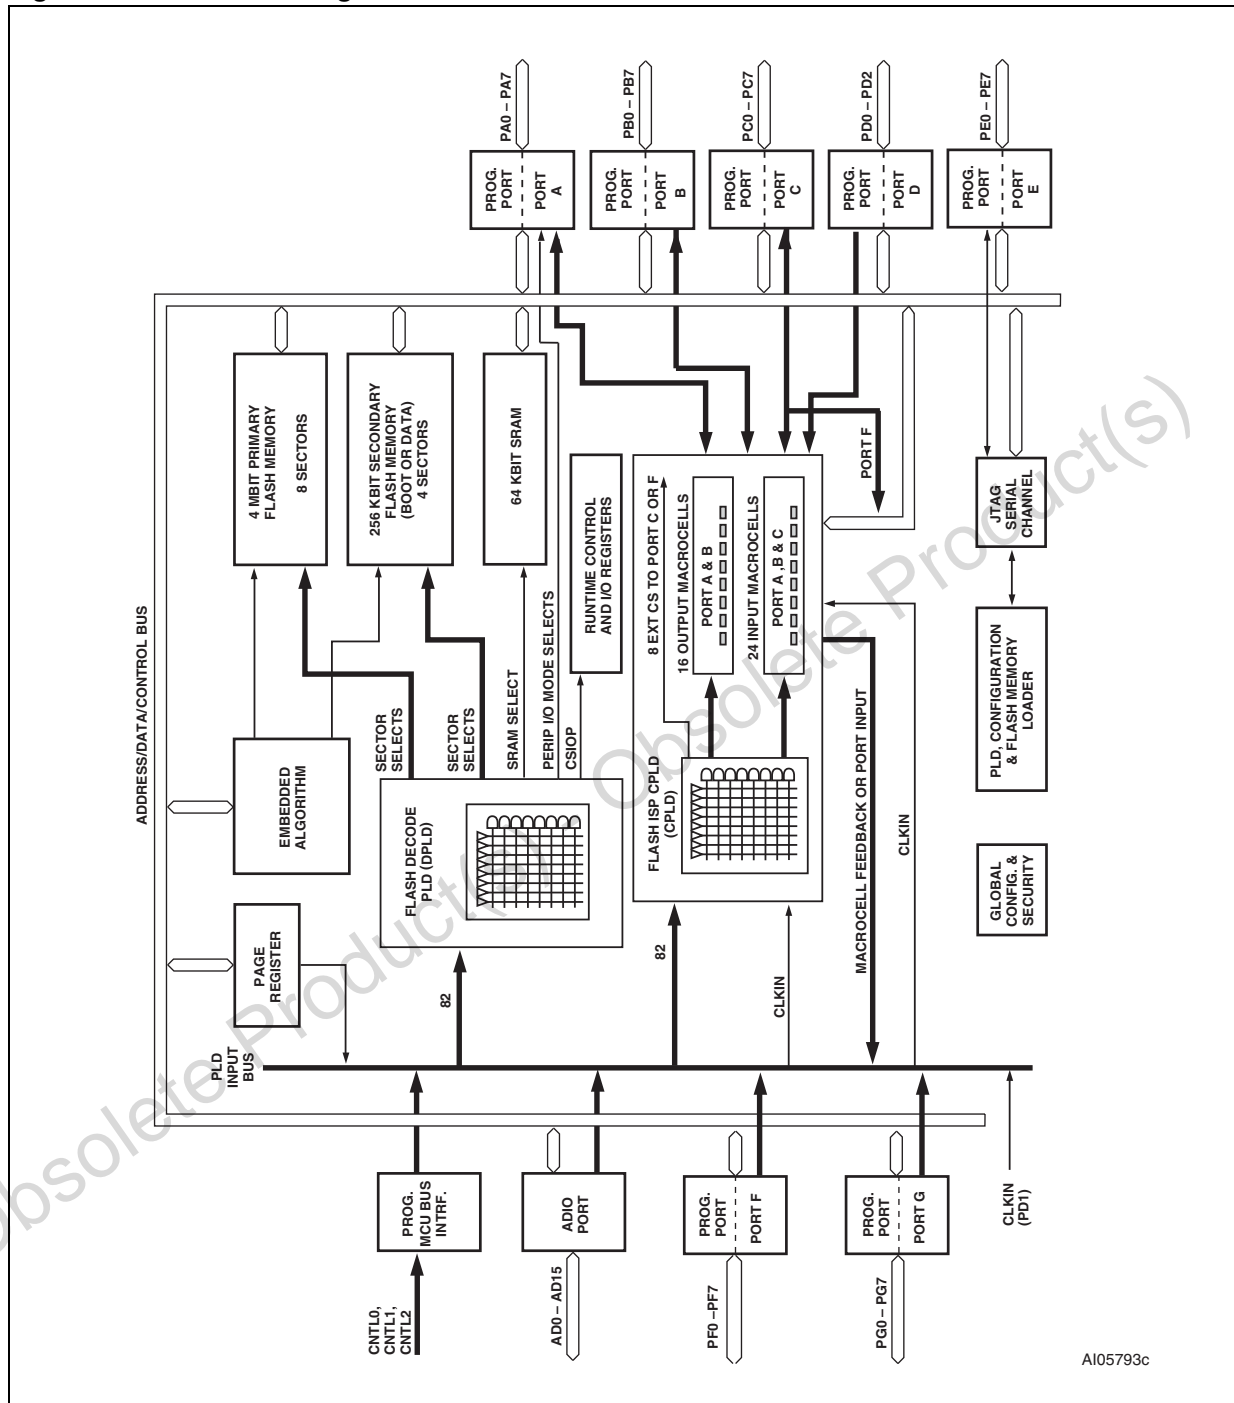 PA0 – PA7
PB0 – PB7
PC0 – PC7
PD0 – PD2
PE0 – PE7
PROG.
PORT
PORT
A
PROG.
PORT
PORT
B
PROG.
PORT
PORT
C
PROG.
PORT
PORT
D
PROG.
PORT
PORT
E
ADDRESS/DATA/CONTROL BUS
4 MBIT PRIMARY
FLASH MEMORY
8 SECTORS
256 KBIT SECONDARY
FLASH MEMORY
(BOOT OR DATA)
4 SECTORS
64 KBIT SRAM
RUNTIME CONTROL
AND I/O REGISTERS
SECTOR
SELECTS
SECTOR
SELECTS
SRAM SELECT
PERIP I/O MODE SELECTS
CSIOP
EMBEDDED
ALGORITHM
PAGE
REGISTER
FLASH DECODE
PLD (DPLD)
8 EXT CS TO PORT C OR F
16 OUTPUT MACROCELLS
PORT A & B
24 INPUT MACROCELLS
PORT A ,B & C
FLASH ISP CPLD
(CPLD)
PORT F
JTAG
SERIAL
CHANNEL
PLD, CONFIGURATION
& FLASH MEMORY
LOADER
GLOBAL
CONFIG. &
SECURITY
MACROCELL FEEDBACK OR PORT INPUT
CLKIN
82
82
CLKIN
PLD
INPUT
BUS
PROG.
MCU BUS
INTRF.
ADIO
PORT
PROG.
PORT
PORT F
PROG.
PORT
PORT G
CLKIN
(PD1)
CNTL0,
CNTL1,
CNTL2
AD0 – AD15
PF0 –PF7
PG0 – PG7
AI05793c
Obsolete Product(s) - Obsolete Product(s)